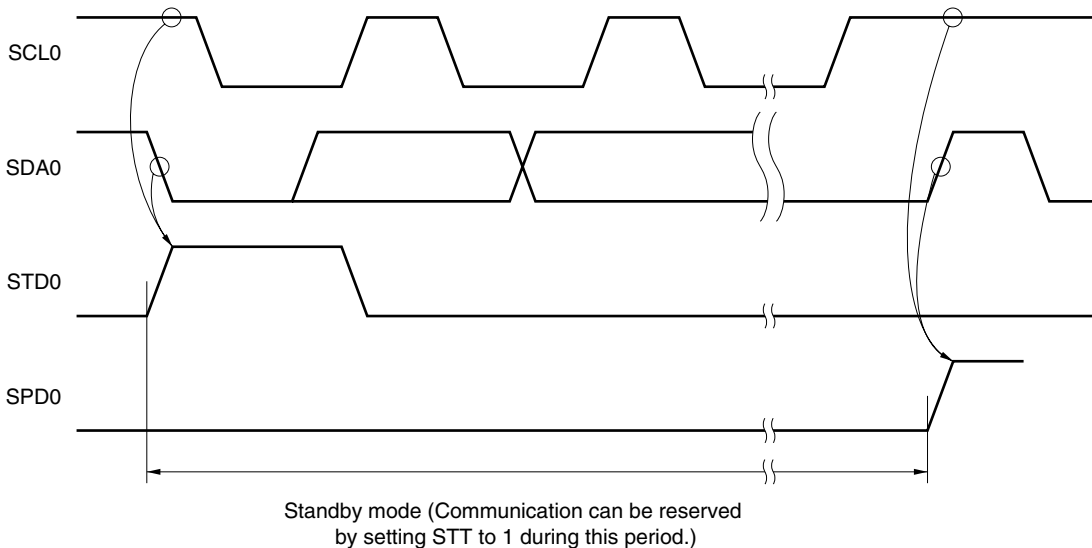 SCL0
SDA0
STD0
SPD0
Standby mode (Communication can be reserved
by setting STT to 1 during this period.)